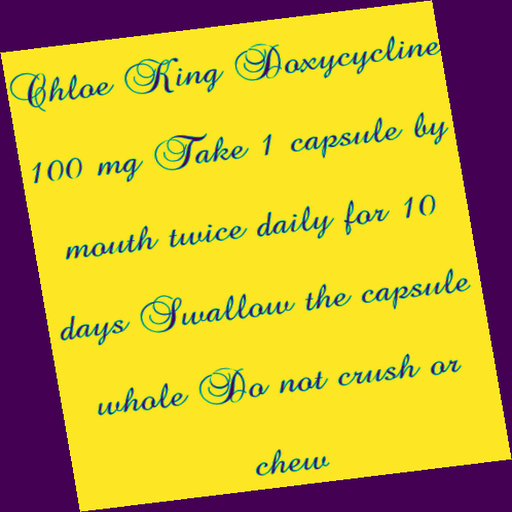 Chloe King Doxycycline
100 mg Take 1 capsule by
mouth twice daily for 10
days Swallow the capsule
whole Do not crush or
chew